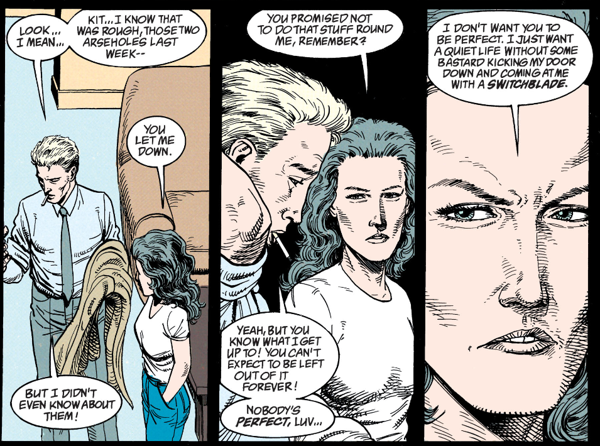 LOOK...
I MEAN...
KIT... I KNOW THAT
WAS ROUGH, THOSE TWO
ARSEHOLES LAST
WEEK--
YOU
LET ME
DOWN.
BUT I DIDN'T
EVEN KNOW ABOUT
THEM!
YOU PROMISED NOT
TO DO THAT STUFF ROUND
ME, REMEMBER?
YEAH, BUT YOU
KNOW WHAT I GET
UP TO! YOU CAN'T
EXPECT TO BE LEFT
OUT OF IT
FOREVER!
NOBODY'S
PERFECT, LUV...
I DON'T WANT YOU TO
BE PERFECT. I JUST WANT
A QUIET LIFE WITHOUT SOME
BASTARD KICKING MY DOOR
DOWN AND COMING AT ME
WITH A SWITCHBLADE.